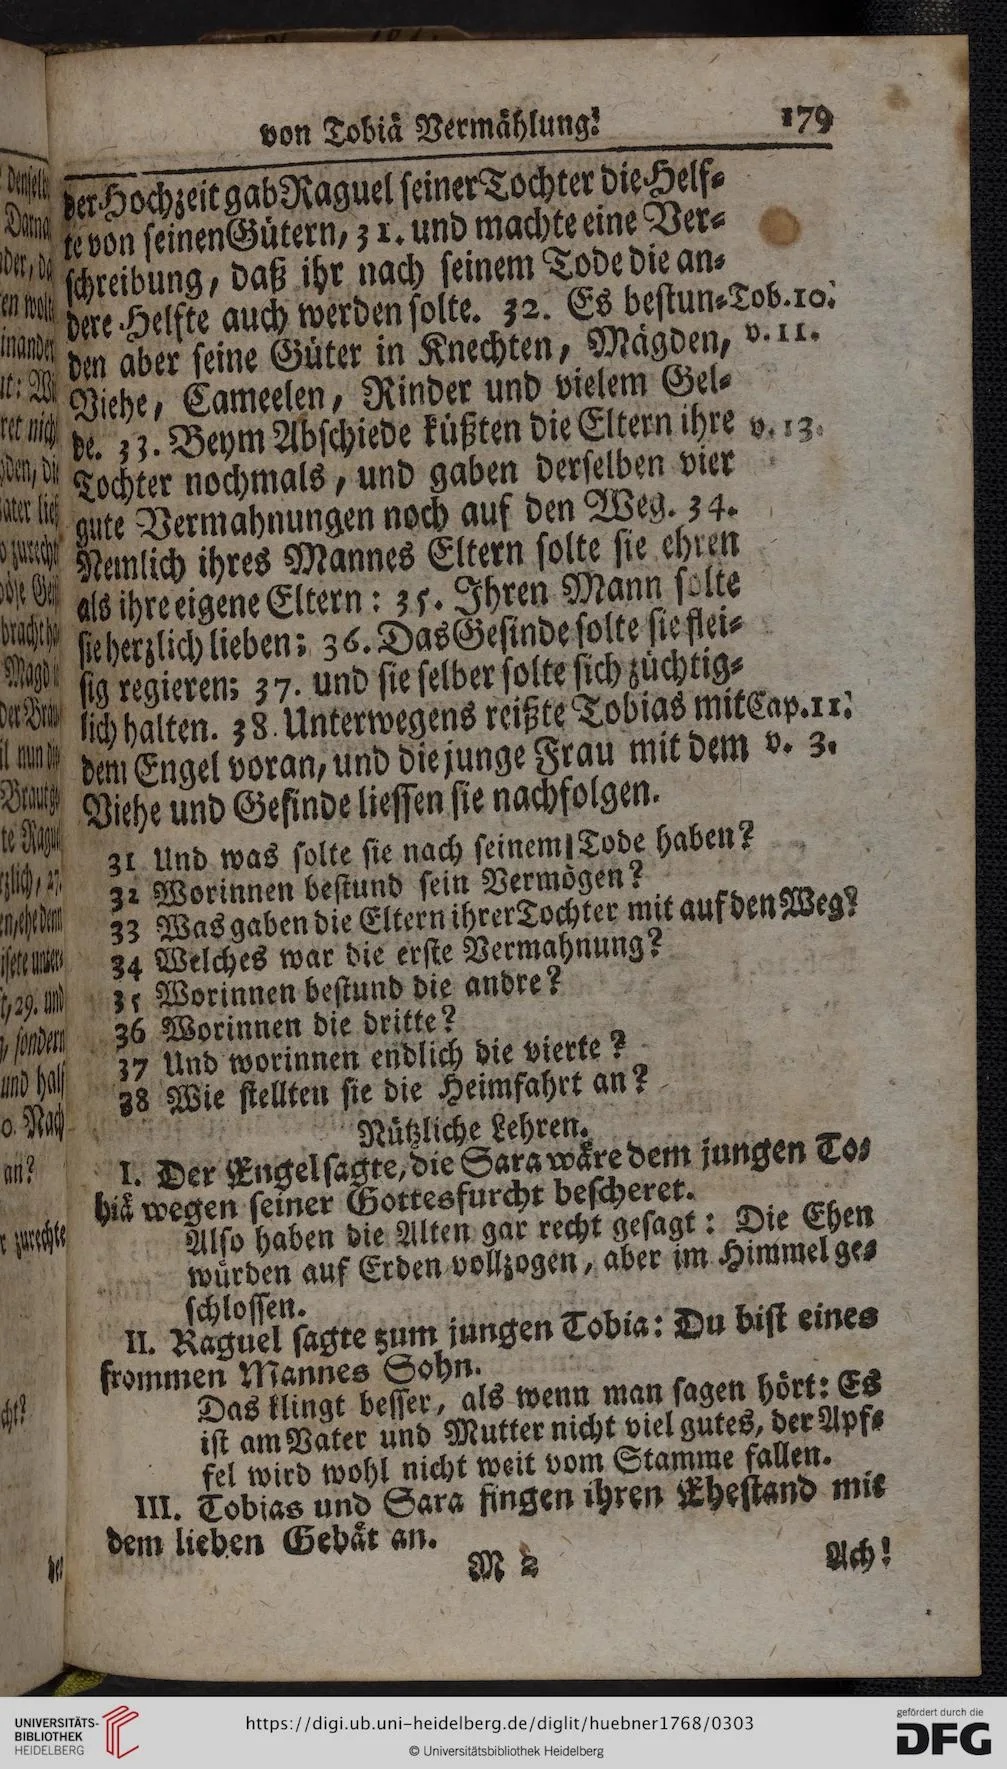 von Tobiä Vermählung. 179
der Hochzeit gab Raguel seiner Tochter die Helf-
te von seinen Gütern, 31. und machte eine Ver-
schreibung, daß ihr nach seinem Tode die an-
dere Helfte auch werden solte. 32. Es bestun- Tob. 10.
den aber seine Güter in Knechten, Mägden, v. 11.
Viehe, Cameelen, Rinder und vielem Gel-
de. 33. Beym Abschiede küßten die Eltern ihre v. 13.
Tochter nochmals, und gaben derselben vier
gute Vermahnungen noch auf den Weg. 34.
Nemlich ihres Mannes Eltern solte sie ehren
als ihre eigene Eltern: 35. Ihren Mann solte
sie herzlich lieben; 36. Das Gesinde solte sie flei-
sig regieren; 37. und sie selber solte sich züchtig-
lich halten. 38. Unterwegens reißte Tobias mit Cap. 11.
dem Engel voran, und die junge Frau mit dem v. 3.
Viehe und Gesinde liessen sie nachfolgen.
31 Und was solte sie nach seinem Tode haben?
32 Worinnen bestund sein Vermögen?
33 Was gaben die Eltern ihrer Tochter mit auf den Weg?
34 Welches war die erste Vermahnung?
35 Worinnen bestund die andre?
36 Worinnen die dritte?
37 Und worinnen endlich die vierte?
38 Wie stellten sie die Heimfahrt an?
Nützliche Lehren.
I. Der Engel sagte, die Sara wäre dem jungen To-
biä wegen seiner Gottesfurcht bescheret.
Also haben die Alten gar recht gesagt: Die Ehen
würden auf Erden vollzogen, aber im Himmel ge-
schlossen.
II. Raguel sagte zum jungen Tobia: Du bist eines
frommen Mannes Sohn.
Das klingt besser, als wenn man sagen hört: Es
ist am Vater und Mutter nicht viel gutes, der Apf-
fel wird wohl nicht weit vom Stamme fallen.
III. Tobias und Sara fingen ihren Ehestand mit
dem lieben Gebät an.
M 2 Ach!
UNIVERSITÄTS-
BIBLIOTHEK
HEIDELBERG
https://digi.ub.uni-heidelberg.de/diglit/huebner1768/0303
© Universitätsbibliothek Heidelberg
gefördert durch die
DFG